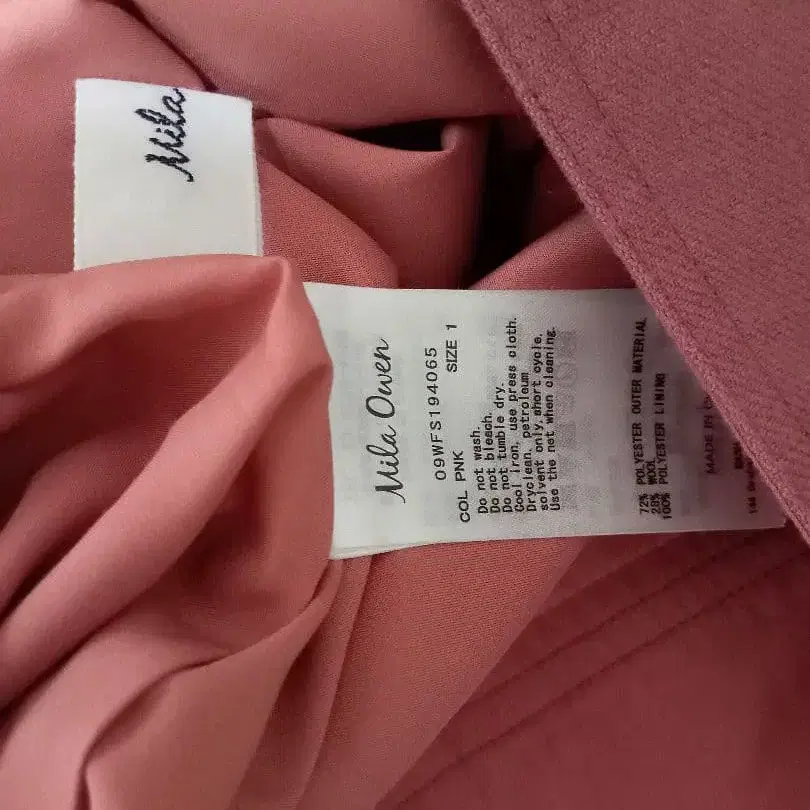 Mila
Mila Owen
09WFS194065
COL PNK SIZE 1
Do not wash.
Do not bleach.
Do not tumble dry.
Cool iron, use press cloth.
Dryclean, petroleum
solvent only,short cycle.
Use the net when cleaning.
72% POLYESTER OUTER MATERIAL
28% WOOL
100% POLYESTER LINING
MADE IN